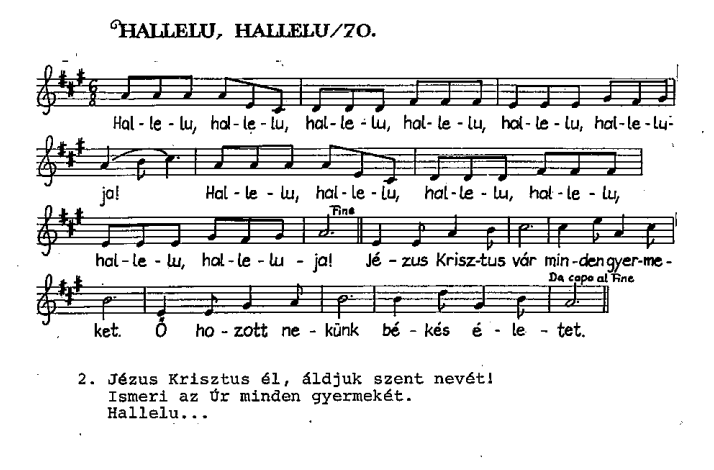 HALLELU, HALLELU/70.
6
8
Hal-le-lu, hal-le-lu, hal-le-lu, hal-le-lu, hal-le-lu, hal-le-lu-
ja! Hal-le-lu, hal-le-lu, hal-le-lu, hal-le-lu,
Fine
hal-le-lu, hal-le-lu-ja! Jé-zus Krisz-tus vár min-den gyer-me-
Da capo al Fine
ket. Ő ho-zott ne-künk bé-kés é-le-tet.
2. Jézus Krisztus él, áldjuk szent nevét!
Ismeri az Úr minden gyermekét.
Hallelu...